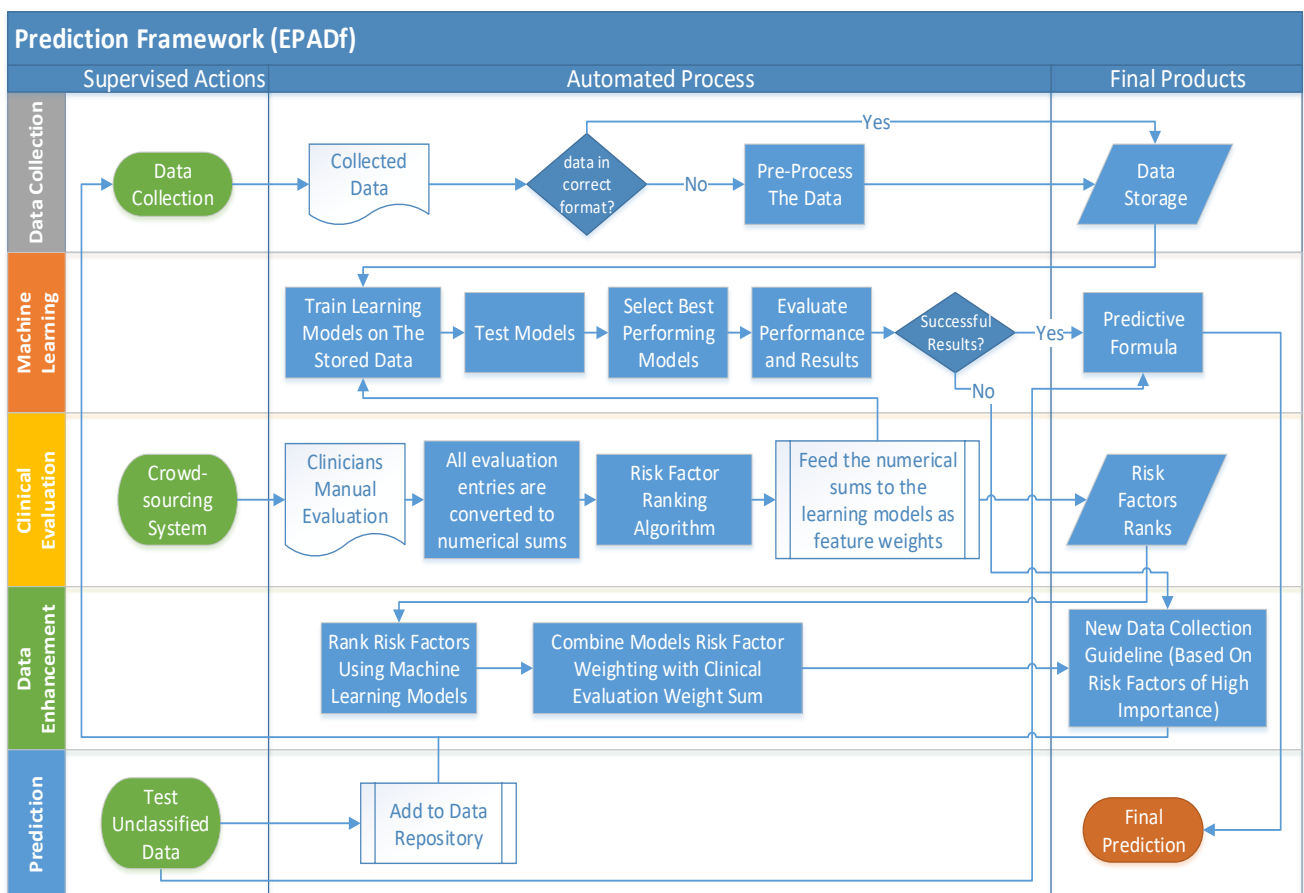 Prediction Framework (EPADf)
Supervised Actions
Automated Process
Final Products
Data Collection
Data
Collection
Collected
Data
data in
correct
format?
Yes
No
Pre-Process
The Data
Data
Storage
Machine
Learning
Train Learning
Models on The
Stored Data
Test Models
Select Best
Performing
Models
Evaluate
Performance
and Results
Successful
Results?
Yes
No
Predictive
Formula
Clinical
Evaluation
Crowd-
sourcing
System
Clinicians
Manual
Evaluation
All evaluation
entries are
converted to
numerical sums
Risk Factor
Ranking
Algorithm
Feed the numerical
sums to the
learning models as
feature weights
Risk
Factors
Ranks
Data
Enhancement
Rank Risk Factors
Using Machine
Learning Models
Combine Models Risk Factor
Weighting with Clinical
Evaluation Weight Sum
New Data Collection
Guideline (Based On
Risk Factors of High
Importance)
Prediction
Test
Unclassified
Data
Add to Data
Repository
Final
Prediction